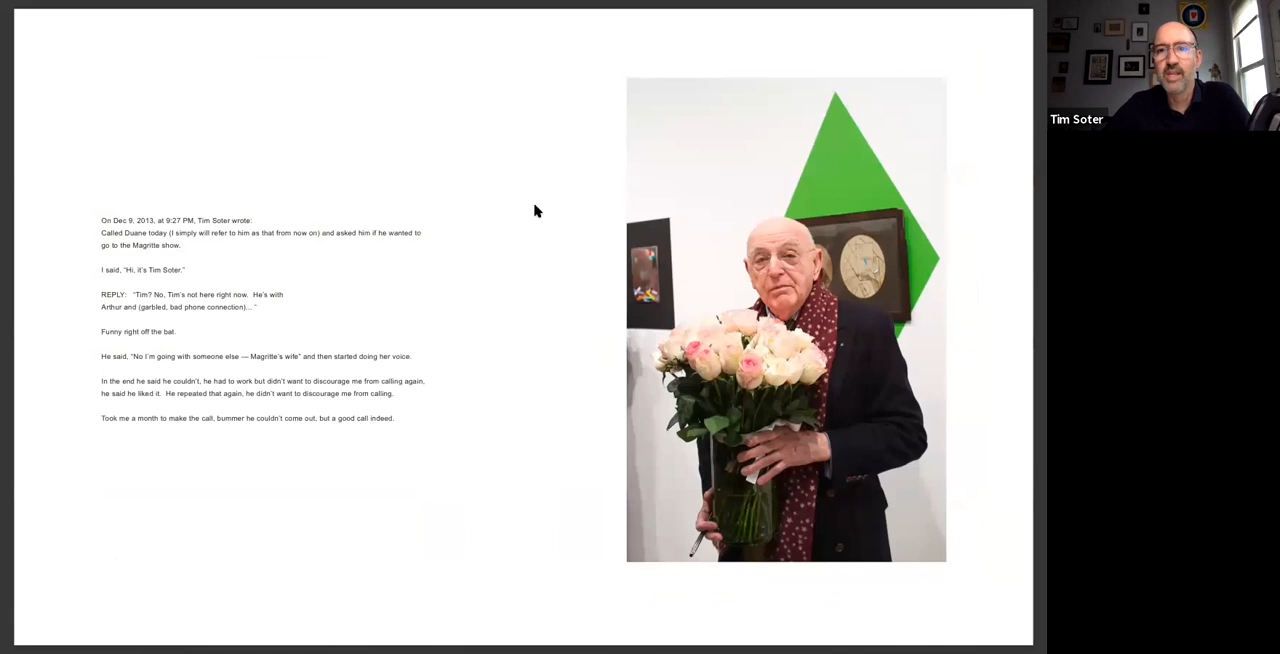 On Dec 9, 2013, at 9:27 PM, Tim Soter wrote:
Called Duane today (I simply will refer to him as that from now on) and asked him if he wanted to
go to the Magritte show.
I said, “Hi, it’s Tim Soter.”
REPLY: “Tim? No, Tim’s not here right now. He’s with
Arthur and (garbled, bad phone connection)... ”
Funny right off the bat.
He said, “No I’m going with someone else — Magritte’s wife” and then started doing her voice.
In the end he said he couldn’t, he had to work but didn’t want to discourage me from calling again,
he said he liked it. He repeated that again, he didn’t want to discourage me from calling.
Took me a month to make the call, bummer he couldn’t come out, but a good call indeed.
Tim Soter